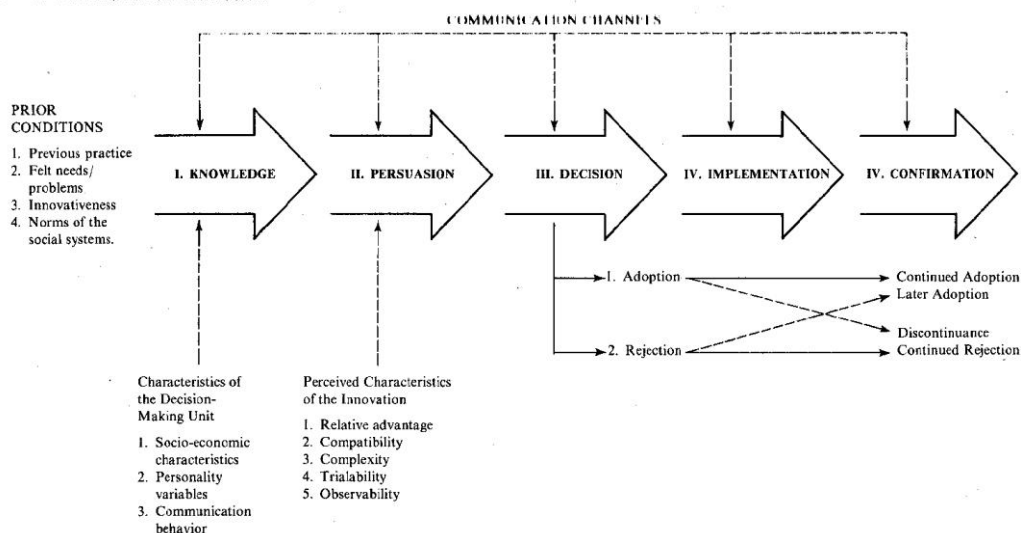 COMMUNICATION CHANNELS
PRIOR
CONDITIONS
1. Previous practice
2. Felt needs/
problems
3. Innovativeness
4. Norms of the
social systems.
I. KNOWLEDGE
II. PERSUASION
III. DECISION
IV. IMPLEMENTATION
IV. CONFIRMATION
1. Adoption
2. Rejection
Continued Adoption
Later Adoption
Discontinuance
Continued Rejection
Characteristics of
the Decision-
Making Unit
1. Socio-economic
characteristics
2. Personality
variables
3. Communication
behavior
Perceived Characteristics
of the Innovation
1. Relative advantage
2. Compatibility
3. Complexity
4. Trialability
5. Observability